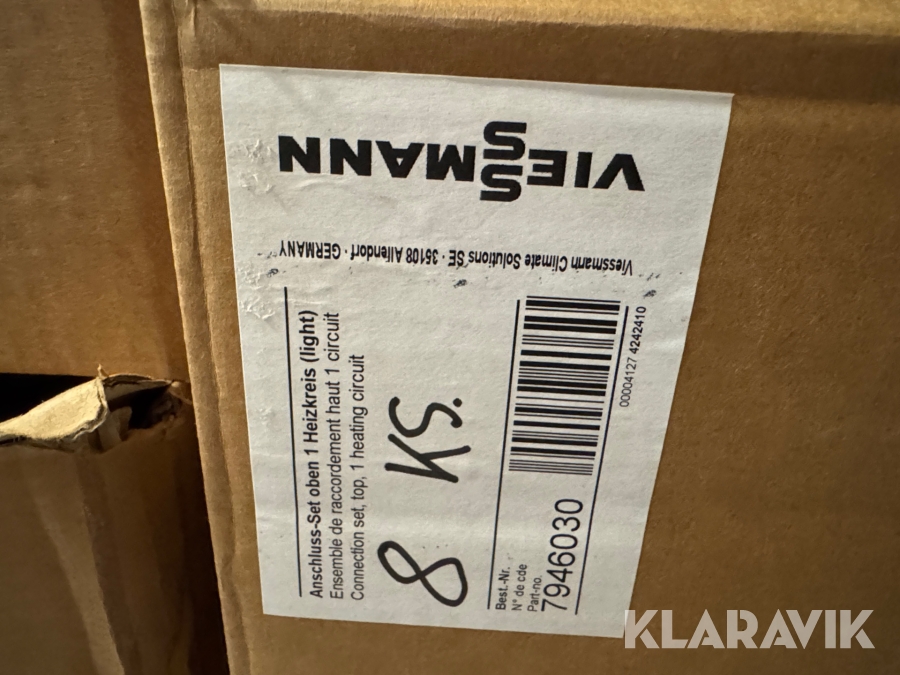 VIESSMANN
Viessmann Climate Solutions SE · 35108 Allendorf · GERMANY
Anschluss-Set oben 1 Heizkreis (light)
Ensemble de raccordement haut 1 circuit
Connection set, top, 1 heating circuit
8 KS.
Best.-Nr.
N° de cde
Part-no.
7946030
00004127 4242410
KLARAVIK